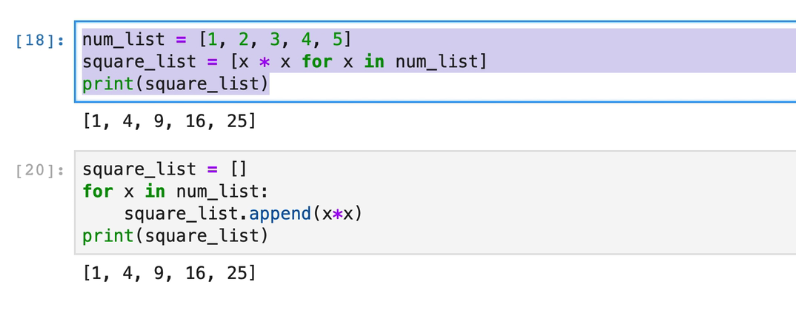 [18]: num_list = [1, 2, 3, 4, 5]
square_list = [x * x for x in num_list]
print(square_list)
[1, 4, 9, 16, 25]
[20]: square_list = []
for x in num_list:
    square_list.append(x*x)
print(square_list)
[1, 4, 9, 16, 25]